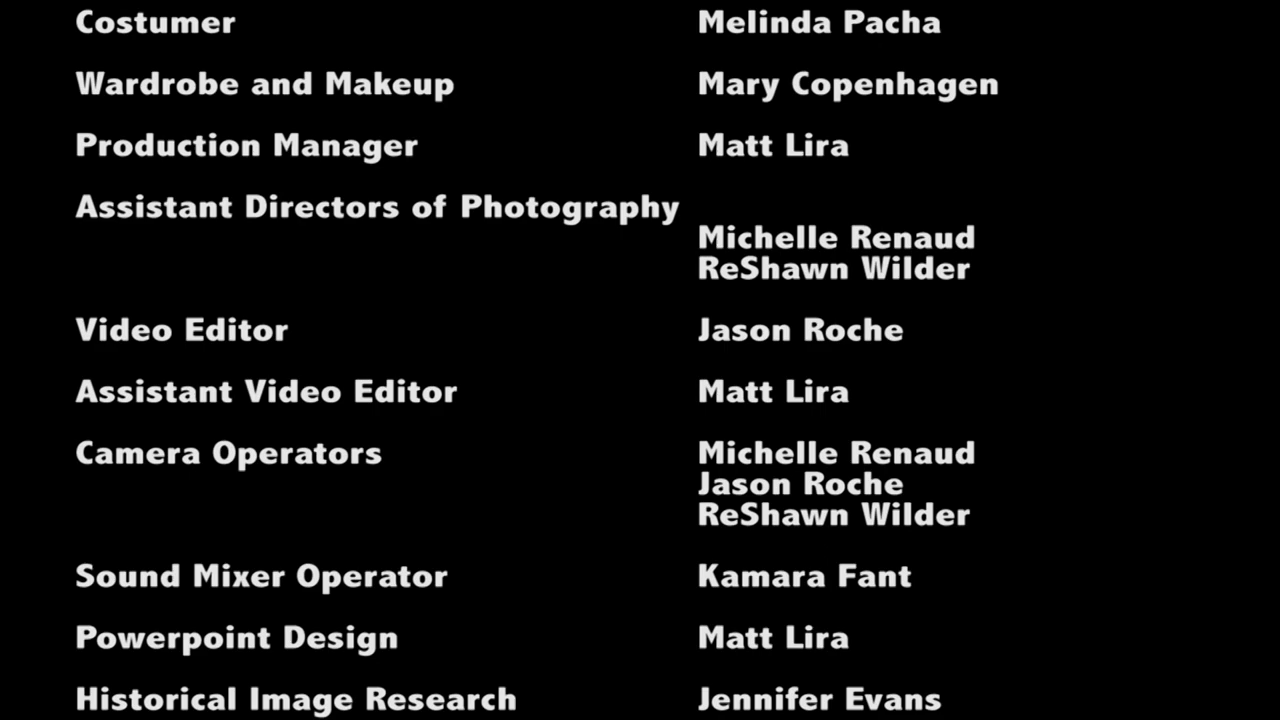 Costumer Melinda Pacha
Wardrobe and Makeup Mary Copenhagen
Production Manager Matt Lira
Assistant Directors of Photography
Michelle Renaud
ReShawn Wilder
Video Editor Jason Roche
Assistant Video Editor Matt Lira
Camera Operators Michelle Renaud
Jason Roche
ReShawn Wilder
Sound Mixer Operator Kamara Fant
Powerpoint Design Matt Lira
Historical Image Research Jennifer Evans